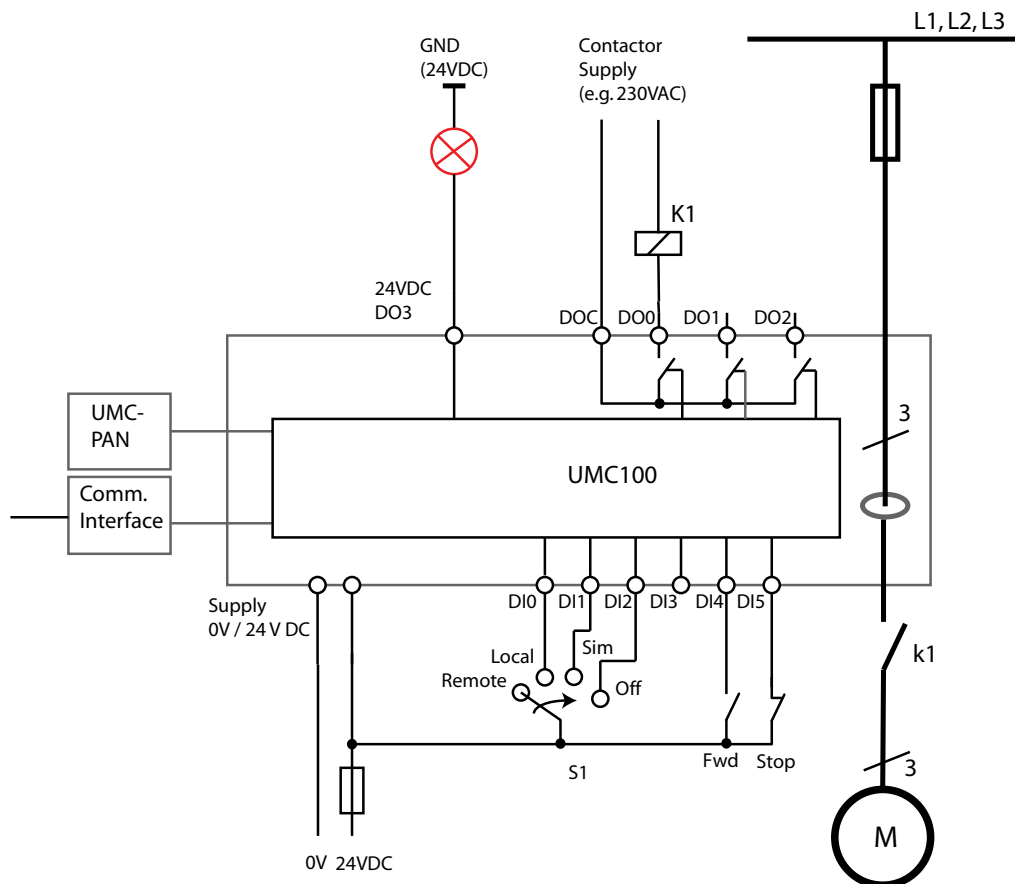 L1, L2, L3
GND
(24VDC)
Contactor
Supply
(e.g. 230VAC)
K1
24VDC
DO3
DOC
DO0
DO1
DO2
UMC-
PAN
UMC100
3
Comm.
Interface
Supply
0V / 24 V DC
DI0
DI1
DI2
DI3
DI4
DI5
Local
Sim
Remote
Off
k1
S1
Fwd
Stop
3
M
0V
24VDC